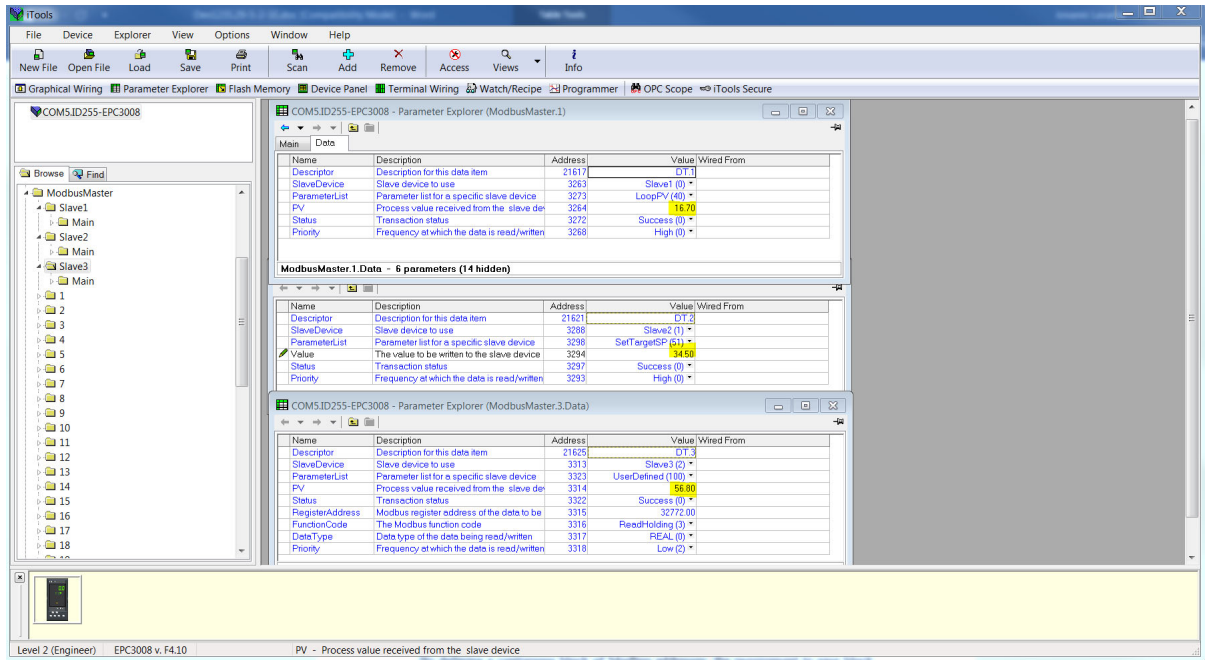 iTools
File Device Explorer View Options Window Help
New File Open File Load Save Print Scan Add Remove Access Views Info
Graphical Wiring Parameter Explorer Flash Memory Device Panel Terminal Wiring Watch/Recipe Programmer OPC Scope iTools Secure
COM5.ID255-EPC3008
Browse Find
ModbusMaster
Slave1
Main
Slave2
Main
Slave3
Main
1
2
3
4
5
6
7
8
9
10
11
12
13
14
15
16
17
18
COM5.ID255-EPC3008 - Parameter Explorer (ModbusMaster.1)
Main Data
Name Description Address Value Wired From
Descriptor Description for this data item 21617 DT.1
SlaveDevice Slave device to use 3263 Slave1 (0)
ParameterList Parameter list for a specific slave device 3273 LoopPV (40)
PV Process value received from the slave dev 3264 16.70
Status Transaction status 3272 Success (0)
Priority Frequency at which the data is read/written 3268 High (0)
ModbusMaster.1.Data - 6 parameters (14 hidden)
Name Description Address Value Wired From
Descriptor Description for this data item 21621 DT.2
SlaveDevice Slave device to use 3288 Slave2 (1)
ParameterList Parameter list for a specific slave device 3298 SetTargetSP (51)
Value The value to be written to the slave device 3294 34.50
Status Transaction status 3297 Success (0)
Priority Frequency at which the data is read/written 3293 High (0)
COM5.ID255-EPC3008 - Parameter Explorer (ModbusMaster.3.Data)
Name Description Address Value Wired From
Descriptor Description for this data item 21625 DT.3
SlaveDevice Slave device to use 3313 Slave3 (2)
ParameterList Parameter list for a specific slave device 3323 UserDefined (100)
PV Process value received from the slave dev 3314 56.80
Status Transaction status 3322 Success (0)
RegisterAddress Modbus register address of the data to be 3315 32772.00
FunctionCode The Modbus function code 3316 ReadHolding (3)
DataType Data type of the data being read/written 3317 REAL (0)
Priority Frequency at which the data is read/written 3318 Low (2)
Level 2 (Engineer) EPC3008 v. F4.10 PV - Process value received from the slave device